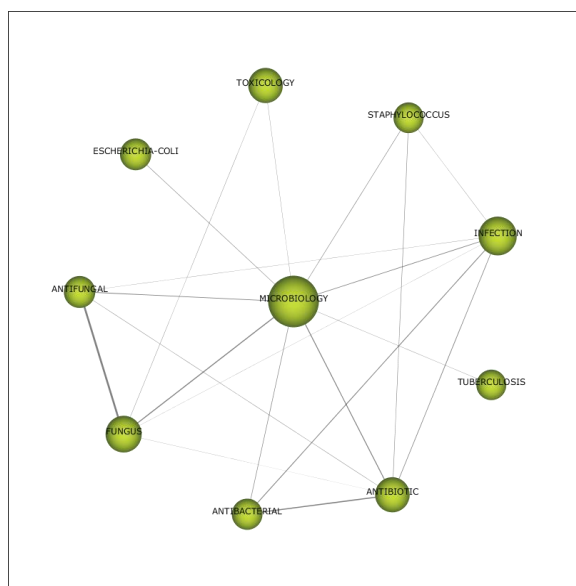 TOXICOLOGY
STAPHYLOCOCCUS
ESCHERICHIA-COLI
INFECTION
ANTIFUNGAL
MICROBIOLOGY
TUBERCULOSIS
FUNGUS
ANTIBIOTIC
ANTIBACTERIAL